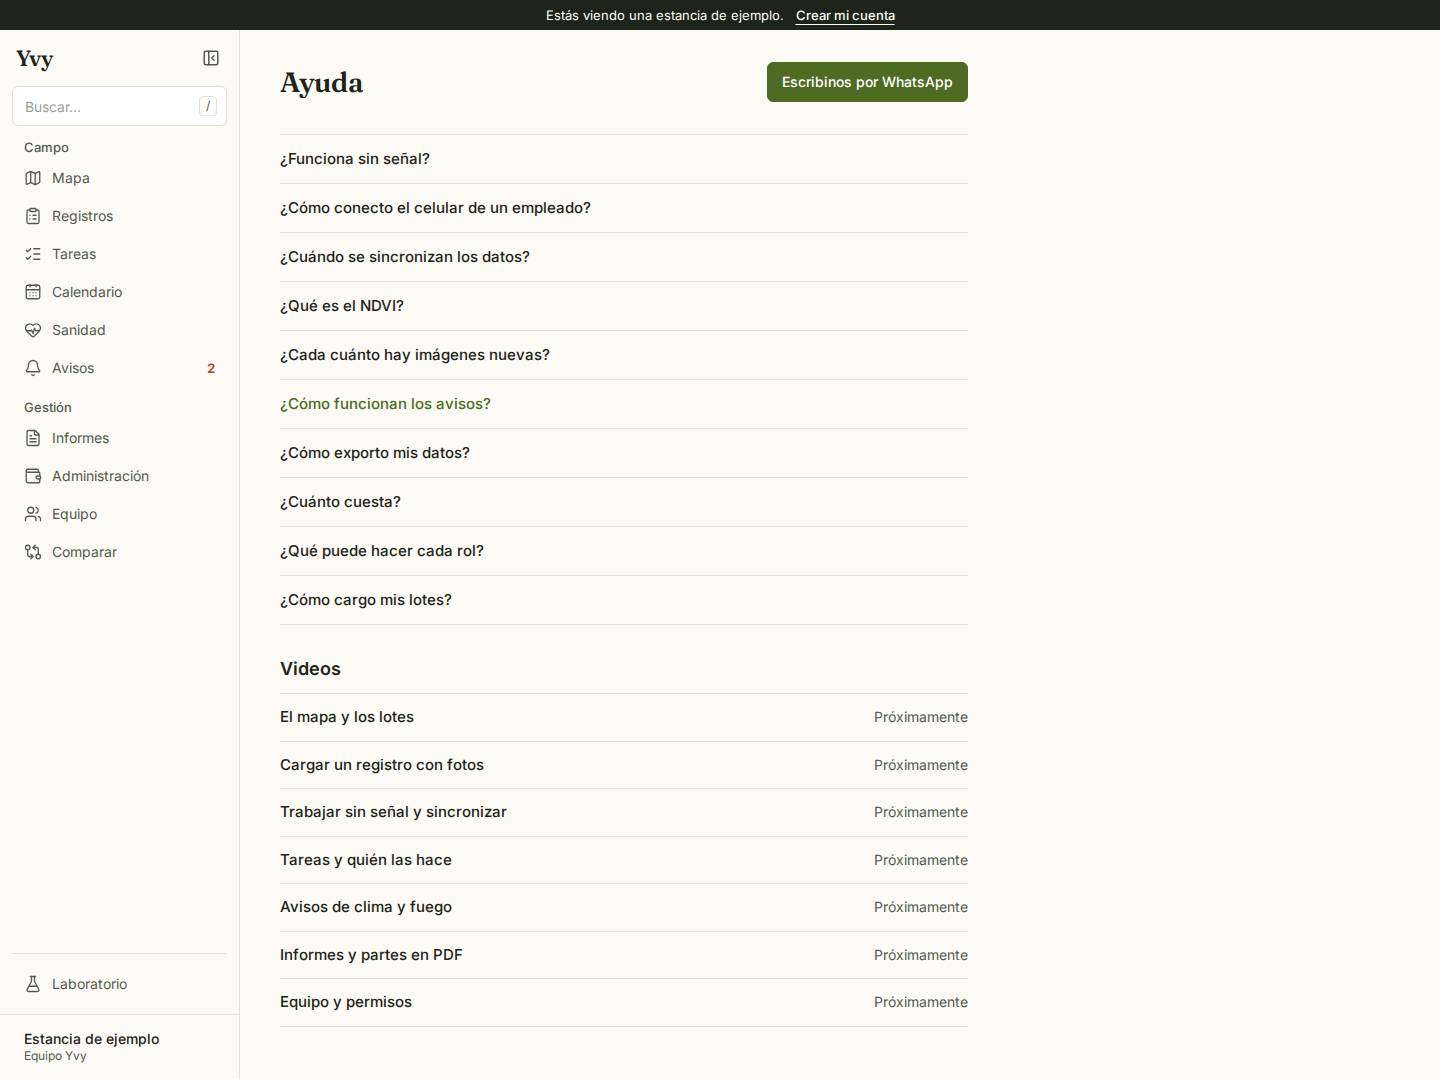 Estás viendo una estancia de ejemplo. Crear mi cuenta
Yvy
Buscar... /
Campo
Mapa
Registros
Tareas
Calendario
Sanidad
Avisos 2
Gestión
Informes
Administración
Equipo
Comparar
Laboratorio
Estancia de ejemplo
Equipo Yvy
Ayuda
Escribinos por WhatsApp
¿Funciona sin señal?
¿Cómo conecto el celular de un empleado?
¿Cuándo se sincronizan los datos?
¿Qué es el NDVI?
¿Cada cuánto hay imágenes nuevas?
¿Cómo funcionan los avisos?
¿Cómo exporto mis datos?
¿Cuánto cuesta?
¿Qué puede hacer cada rol?
¿Cómo cargo mis lotes?
Videos
El mapa y los lotes Próximamente
Cargar un registro con fotos Próximamente
Trabajar sin señal y sincronizar Próximamente
Tareas y quién las hace Próximamente
Avisos de clima y fuego Próximamente
Informes y partes en PDF Próximamente
Equipo y permisos Próximamente